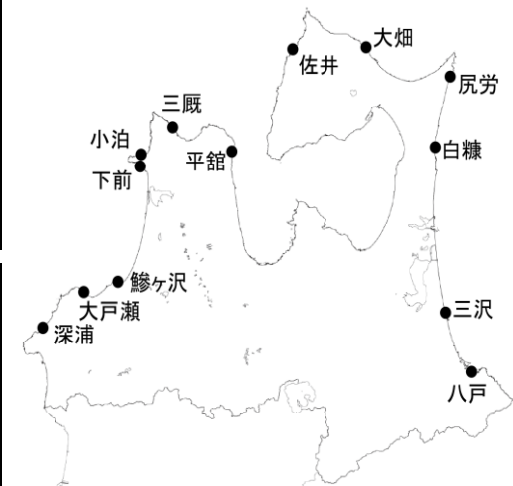 大畑
佐井
尻労
三厩
小泊
平舘
白糠
下前
鰺ヶ沢
大戸瀬
三沢
深浦
八戸